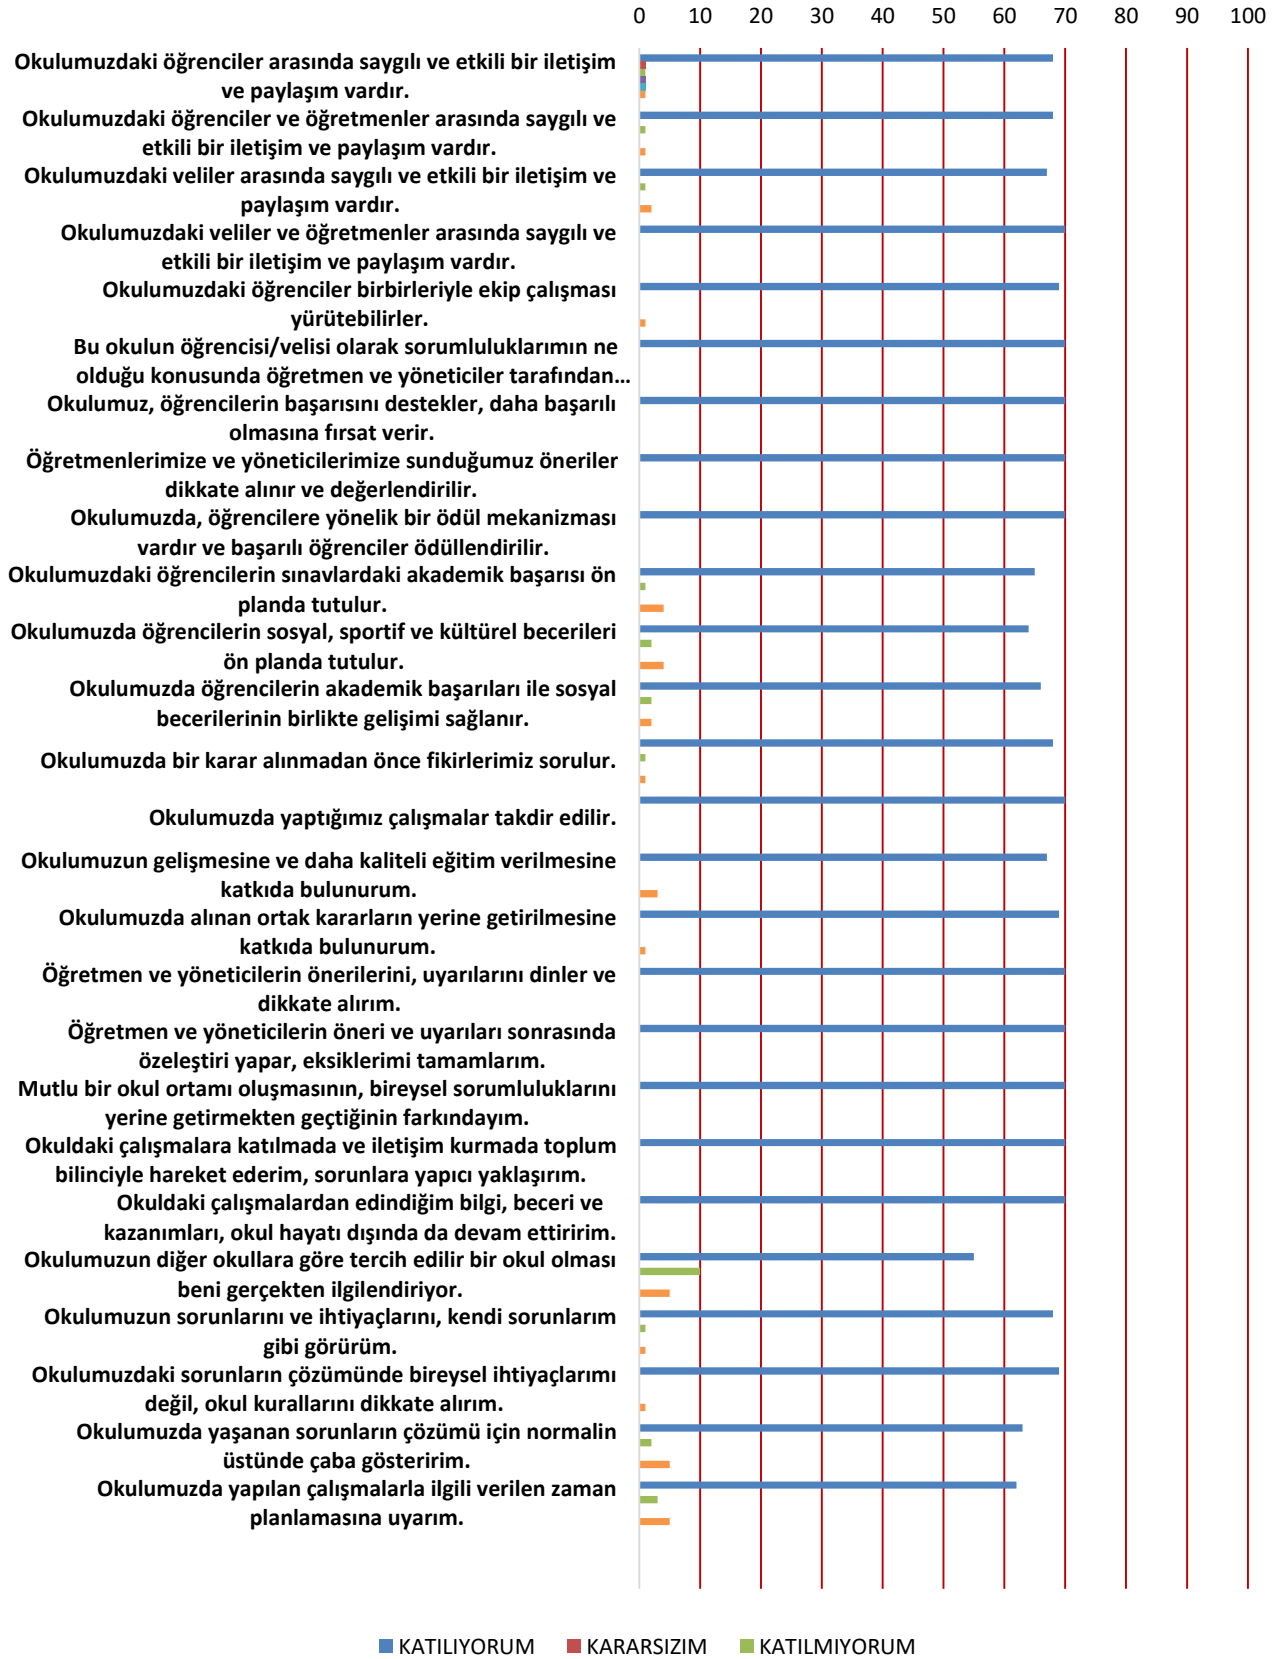 0 10 20 30 40 50 60 70 80 90 100
Okulumuzdaki öğrenciler arasında saygılı ve etkili bir iletişim
ve paylaşım vardır.
Okulumuzdaki öğrenciler ve öğretmenler arasında saygılı ve
etkili bir iletişim ve paylaşım vardır.
Okulumuzdaki veliler arasında saygılı ve etkili bir iletişim ve
paylaşım vardır.
Okulumuzdaki veliler ve öğretmenler arasında saygılı ve
etkili bir iletişim ve paylaşım vardır.
Okulumuzdaki öğrenciler birbirleriyle ekip çalışması
yürütebilirler.
Bu okulun öğrencisi/velisi olarak sorumluluklarımın ne
olduğu konusunda öğretmen ve yöneticiler tarafından…
Okulumuz, öğrencilerin başarısını destekler, daha başarılı
olmasına fırsat verir.
Öğretmenlerimize ve yöneticilerimize sunduğumuz öneriler
dikkate alınır ve değerlendirilir.
Okulumuzda, öğrencilere yönelik bir ödül mekanizması
vardır ve başarılı öğrenciler ödüllendirilir.
Okulumuzdaki öğrencilerin sınavlardaki akademik başarısı ön
planda tutulur.
Okulumuzda öğrencilerin sosyal, sportif ve kültürel becerileri
ön planda tutulur.
Okulumuzda öğrencilerin akademik başarıları ile sosyal
becerilerinin birlikte gelişimi sağlanır.
Okulumuzda bir karar alınmadan önce fikirlerimiz sorulur.
Okulumuzda yaptığımız çalışmalar takdir edilir.
Okulumuzun gelişmesine ve daha kaliteli eğitim verilmesine
katkıda bulunurum.
Okulumuzda alınan ortak kararların yerine getirilmesine
katkıda bulunurum.
Öğretmen ve yöneticilerin önerilerini, uyarılarını dinler ve
dikkate alırım.
Öğretmen ve yöneticilerin öneri ve uyarıları sonrasında
özeleştiri yapar, eksiklerimi tamamlarım.
Mutlu bir okul ortamı oluşmasının, bireysel sorumluluklarını
yerine getirmekten geçtiğinin farkındayım.
Okuldaki çalışmalara katılmada ve iletişim kurmada toplum
bilinciyle hareket ederim, sorunlara yapıcı yaklaşırım.
Okuldaki çalışmalardan edindiğim bilgi, beceri ve
kazanımları, okul hayatı dışında da devam ettiririm.
Okulumuzun diğer okullara göre tercih edilir bir okul olması
beni gerçekten ilgilendiriyor.
Okulumuzun sorunlarını ve ihtiyaçlarını, kendi sorunlarım
gibi görürüm.
Okulumuzdaki sorunların çözümünde bireysel ihtiyaçlarımı
değil, okul kurallarını dikkate alırım.
Okulumuzda yaşanan sorunların çözümü için normalin
üstünde çaba gösteririm.
Okulumuzda yapılan çalışmalarla ilgili verilen zaman
planlamasına uyarım.
KATILIYORUM KARARSIZIM KATILMIYORUM